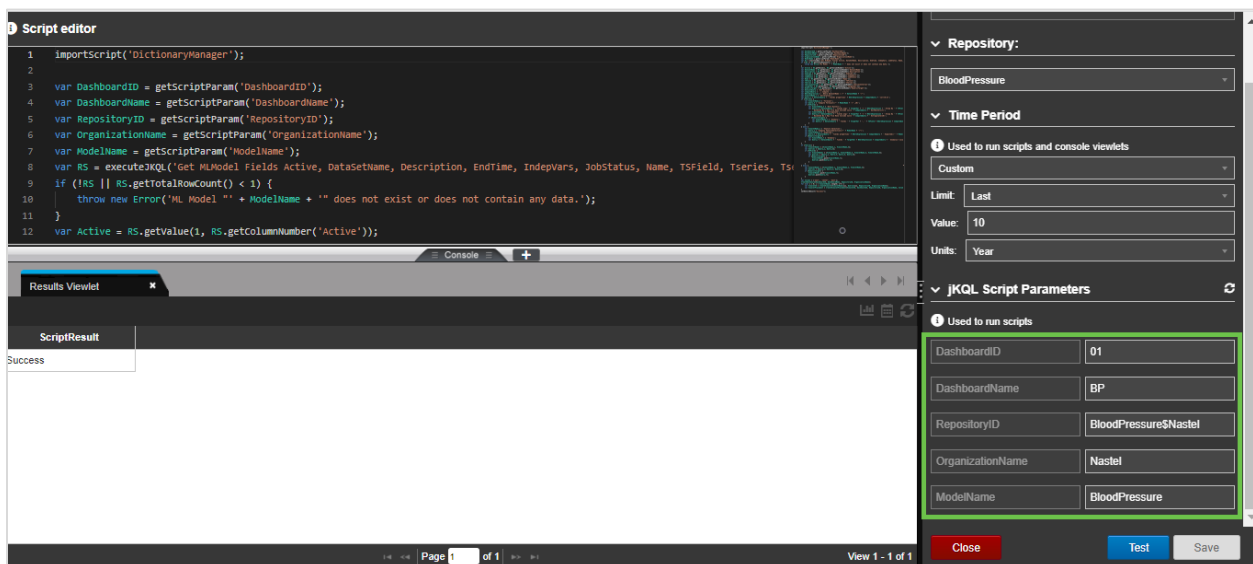 Script editor
1 importScript('DictionaryManager');
2
3 var DashboardID = getScriptParam('DashboardID');
4 var DashboardName = getScriptParam('DashboardName');
5 var RepositoryID = getScriptParam('RepositoryID');
6 var OrganizationName = getScriptParam('OrganizationName');
7 var ModelName = getScriptParam('ModelName');
8 var RS = executeJKQL('Get MLModel Fields Active, DataSetName, Description, EndTime, IndepVars, JobStatus, Name, TSField, Tseries, Ts
9 if (!RS || RS.getTotalRowCount() < 1) {
10 throw new Error('ML Model "' + ModelName + '" does not exist or does not contain any data.');
11 }
12 var Active = RS.getValue(1, RS.getColumnNumber('Active'));
Console
Results Viewlet
ScriptResult
Success
Page 1 of 1
View 1 - 1 of 1
Repository:
BloodPressure
Time Period
Used to run scripts and console viewlets
Custom
Limit: Last
Value: 10
Units: Year
jKQL Script Parameters
Used to run scripts
DashboardID 01
DashboardName BP
RepositoryID BloodPressure$Nastel
OrganizationName Nastel
ModelName BloodPressure
Close Test Save